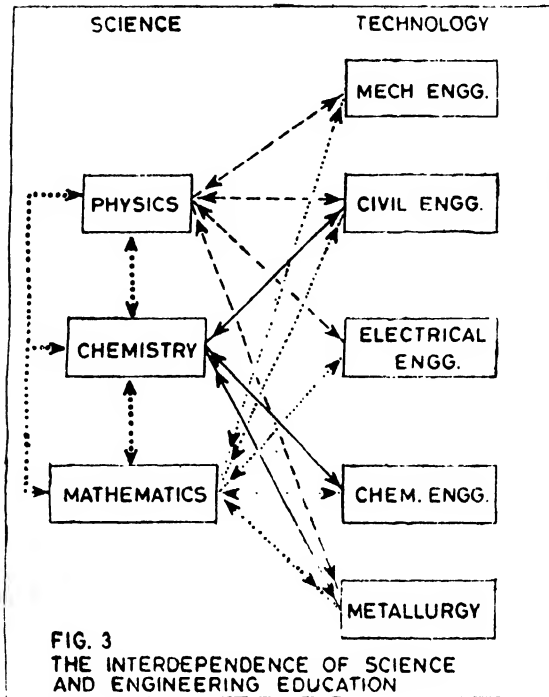 SCIENCE
TECHNOLOGY
MECH ENGG.
PHYSICS
CIVIL ENGG.
CHEMISTRY
ELECTRICAL
ENGG.
MATHEMATICS
CHEM. ENGG.
METALLURGY
FIG. 3
THE INTERDEPENDENCE OF SCIENCE
AND ENGINEERING EDUCATION